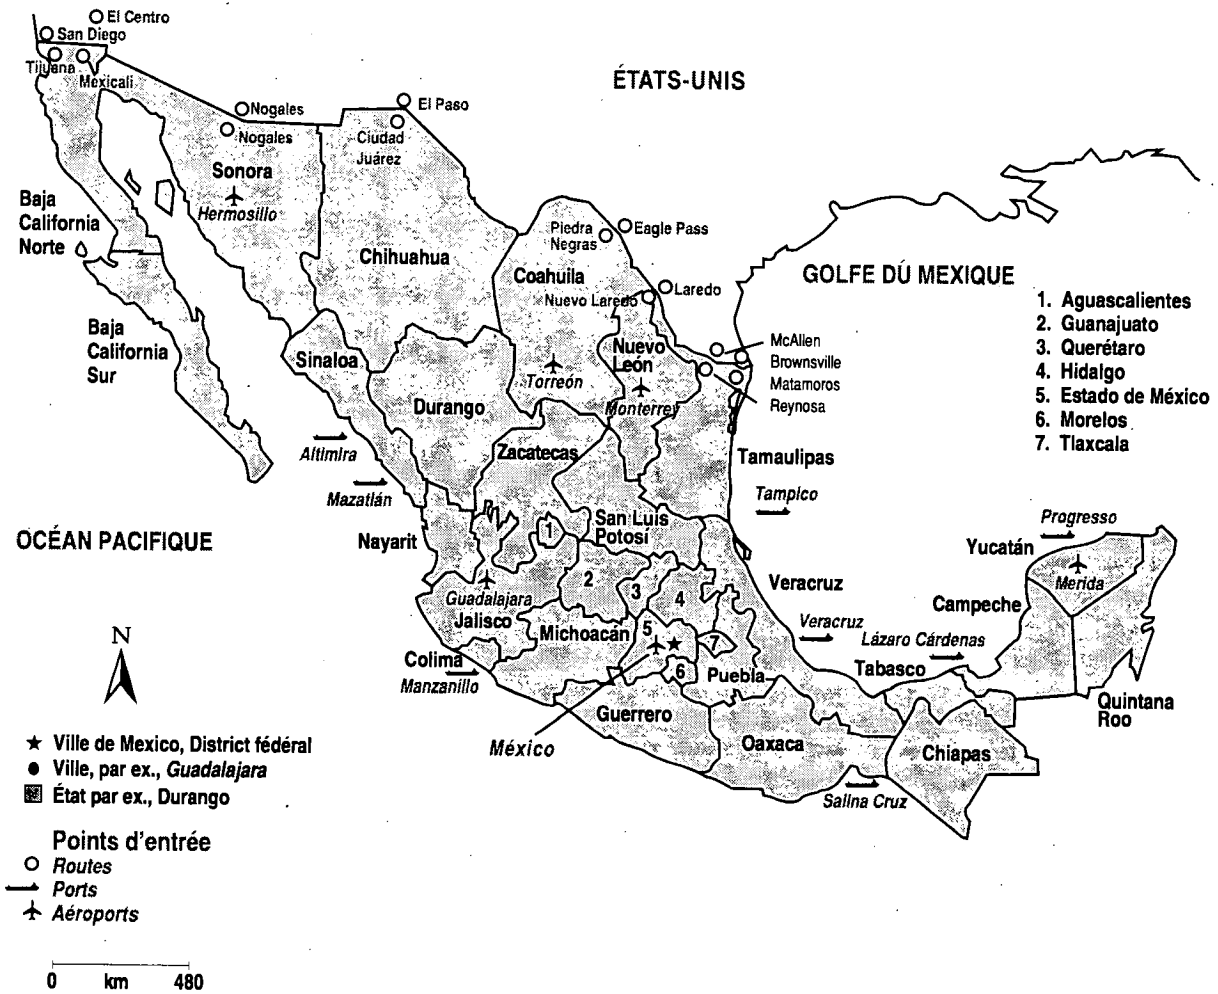 El Centro
San Diego
Tijuana
Mexicali
ÉTATS-UNIS
Nogales
Nogales
El Paso
Ciudad
Juárez
Sonora
Hermosillo
Baja
California
Norte
Chihuahua
Piedra
Negras
Eagle Pass
Coahuila
Nuevo Laredo
Laredo
GOLFE DÚ MEXIQUE
1. Aguascalientes
2. Guanajuato
3. Querétaro
4. Hidalgo
5. Estado de México
6. Morelos
7. Tlaxcala
Baja
California
Sur
Sinaloa
Nuevo
León
McAllen
Brownsville
Matamoros
Reynosa
Torreón
Monterrey
Durango
Altimira
Zacatecas
Tamaulipas
Mazatlán
Tampico
OCÉAN PACIFIQUE
Nayarit
San Luis
Potosí
1
2
3
4
5
6
7
Progresso
Yucatán
Merida
Veracruz
Campeche
Guadalajara
Jalisco
Michoacán
Veracruz
Lázaro Cárdenas
Tabasco
Colima
Manzanillo
Puebla
Quintana
Roo
Guerrero
México
Oaxaca
Chiapas
Salina Cruz
N
Ville de Mexico, District fédéral
Ville, par ex., Guadalajara
État par ex., Durango
Points d'entrée
Routes
Ports
Aéroports
0 km 480